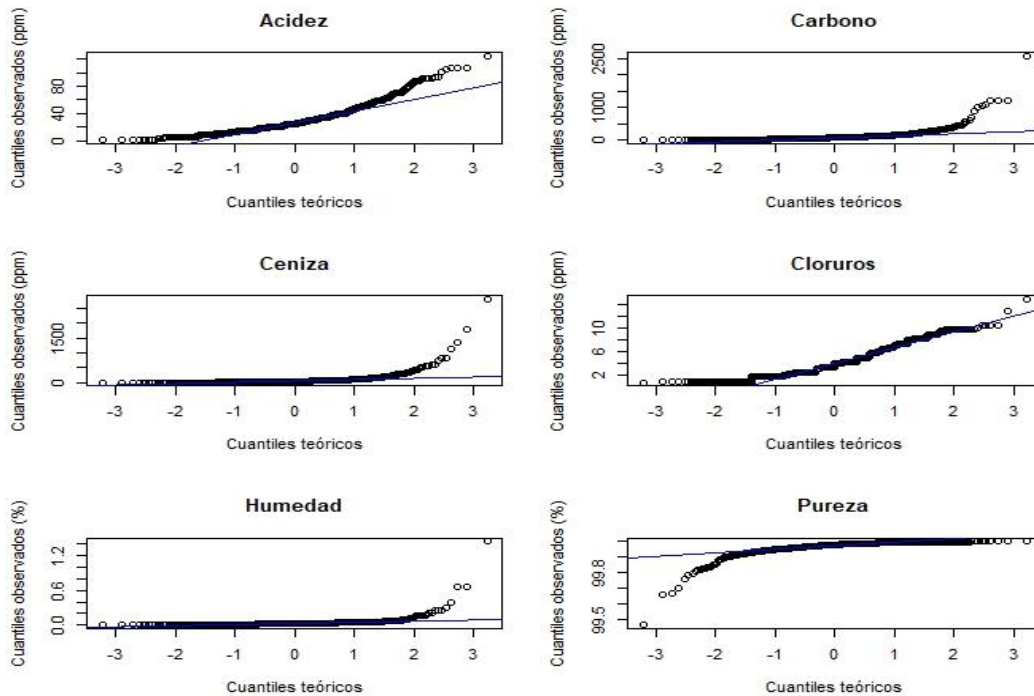 Acidez
Cuantiles observados (ppm)
0 40 80
-3 -2 -1 0 1 2 3
Cuantiles teóricos
Carbono
Cuantiles observados (ppm)
0 1000 2500
-3 -2 -1 0 1 2 3
Cuantiles teóricos
Ceniza
Cuantiles observados (ppm)
0 1500
-3 -2 -1 0 1 2 3
Cuantiles teóricos
Cloruros
Cuantiles observados (ppm)
2 6 10
-3 -2 -1 0 1 2 3
Cuantiles teóricos
Humedad
Cuantiles observados (%)
0.0 0.6 1.2
-3 -2 -1 0 1 2 3
Cuantiles teóricos
Pureza
Cuantiles observados (%)
99.5 99.8
-3 -2 -1 0 1 2 3
Cuantiles teóricos